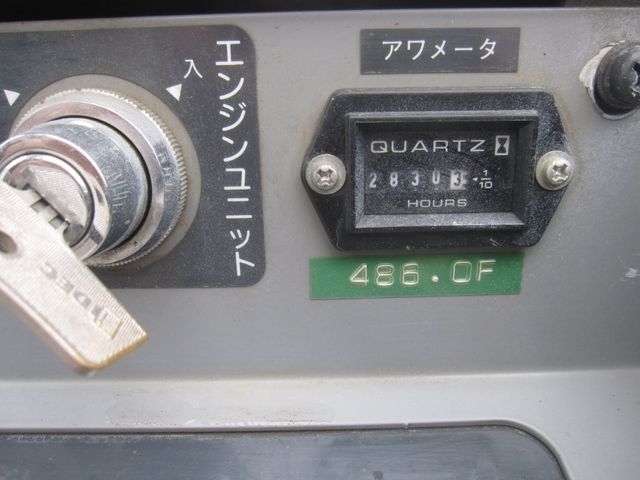 アワメータ
入
エンジンユニット
QUARTZ
28303
1/10
HOURS
486.0F
IDEC